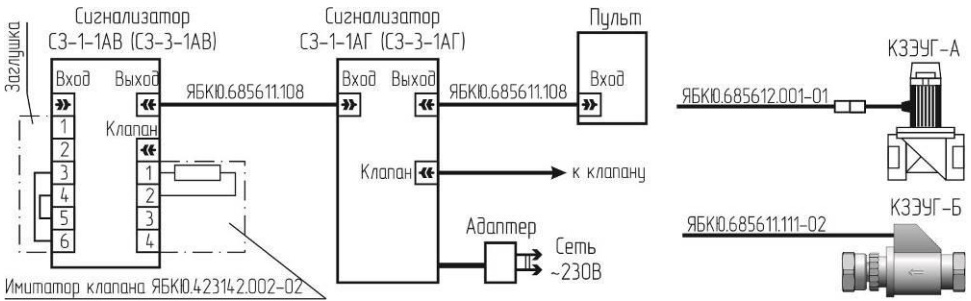 Сигнализатор
СЗ-1-1АВ (СЗ-3-1АВ)
Сигнализатор
СЗ-1-1АГ (СЗ-3-1АГ)
Пульт
КЗЭУГ-А
Заглушка
Вход
Выход
Вход
Выход
Вход
ЯБКЮ.685611.108
ЯБКЮ.685611.108
ЯБКЮ.685612.001-01
1
2
3
4
5
6
Клапан
1
2
3
4
Клапан
к клапану
КЗЭУГ-Б
ЯБКЮ.685611.111-02
Адаптер
Сеть
~230В
Имитатор клапана ЯБКЮ.423142.002-02